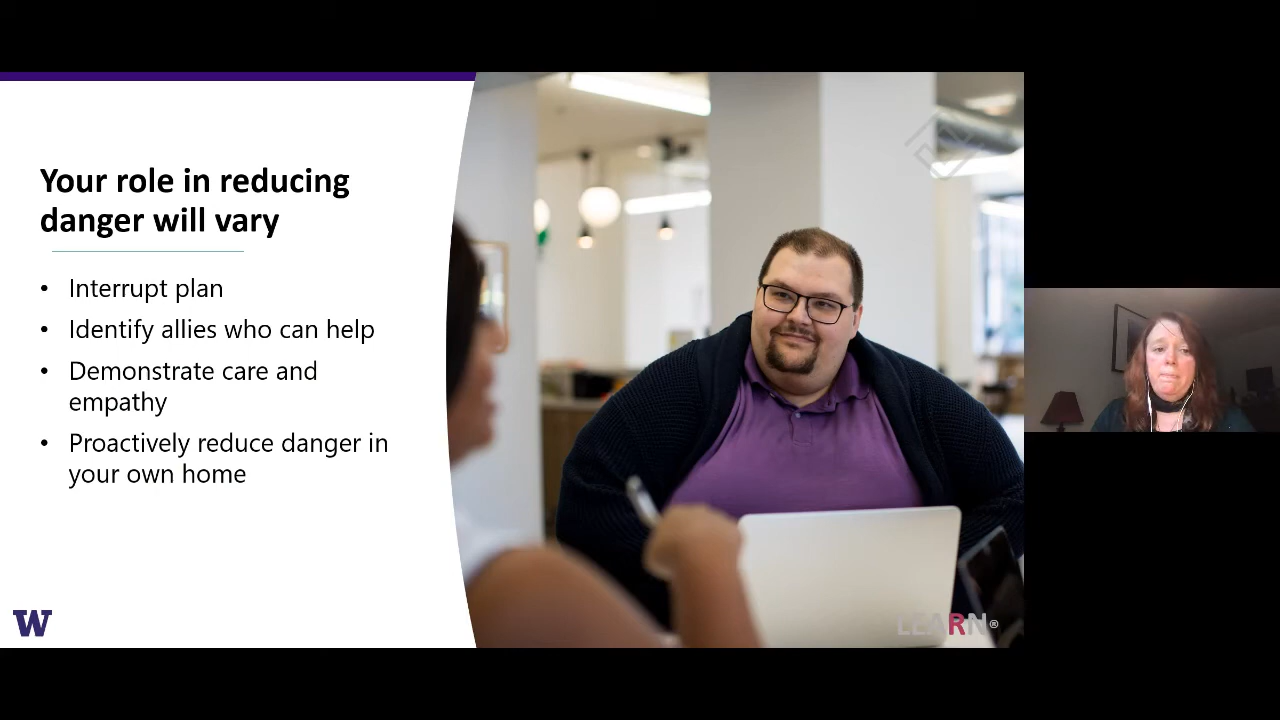 Your role in reducing
danger will vary
• Interrupt plan
• Identify allies who can help
• Demonstrate care and
empathy
• Proactively reduce danger in
your own home
W
LEARN®